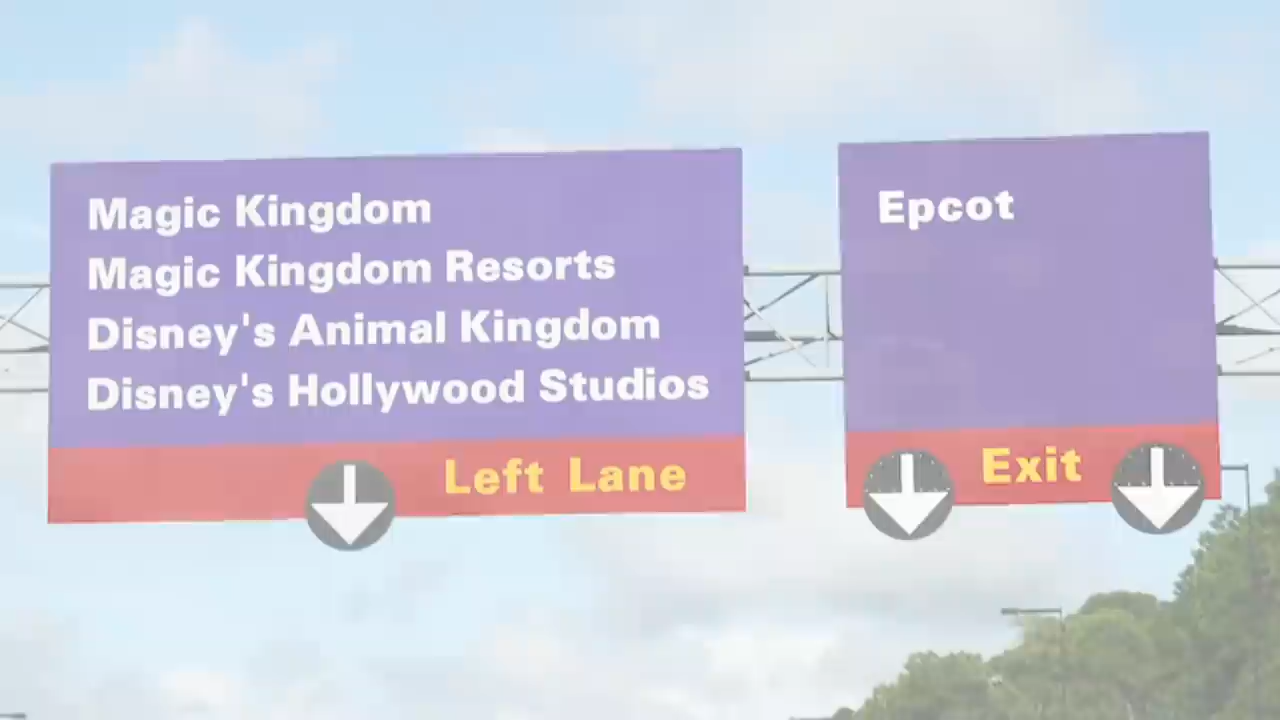 Magic Kingdom
Magic Kingdom Resorts
Disney's Animal Kingdom
Disney's Hollywood Studios
Left Lane
Epcot
Exit